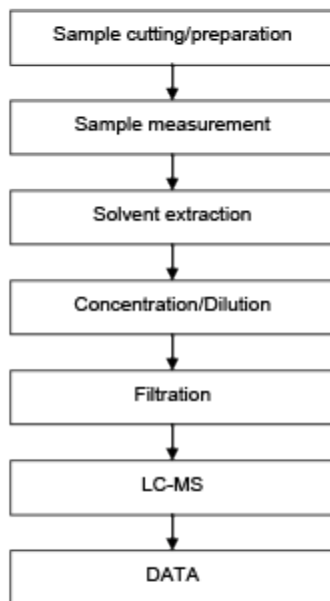 Sample cutting/preparation
Sample measurement
Solvent extraction
Concentration/Dilution
Filtration
LC-MS
DATA